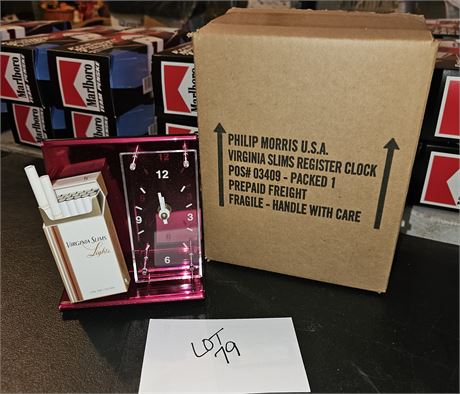 Marlboro
Marlboro
Marlboro
Marlboro
PHILIP MORRIS U.S.A.
VIRGINIA SLIMS REGISTER CLOCK
POS# 03409 - PACKED 1
PREPAID FREIGHT
FRAGILE - HANDLE WITH CARE
12
9
3
6
VIRGINIA SLIMS
Lights
LOT
79